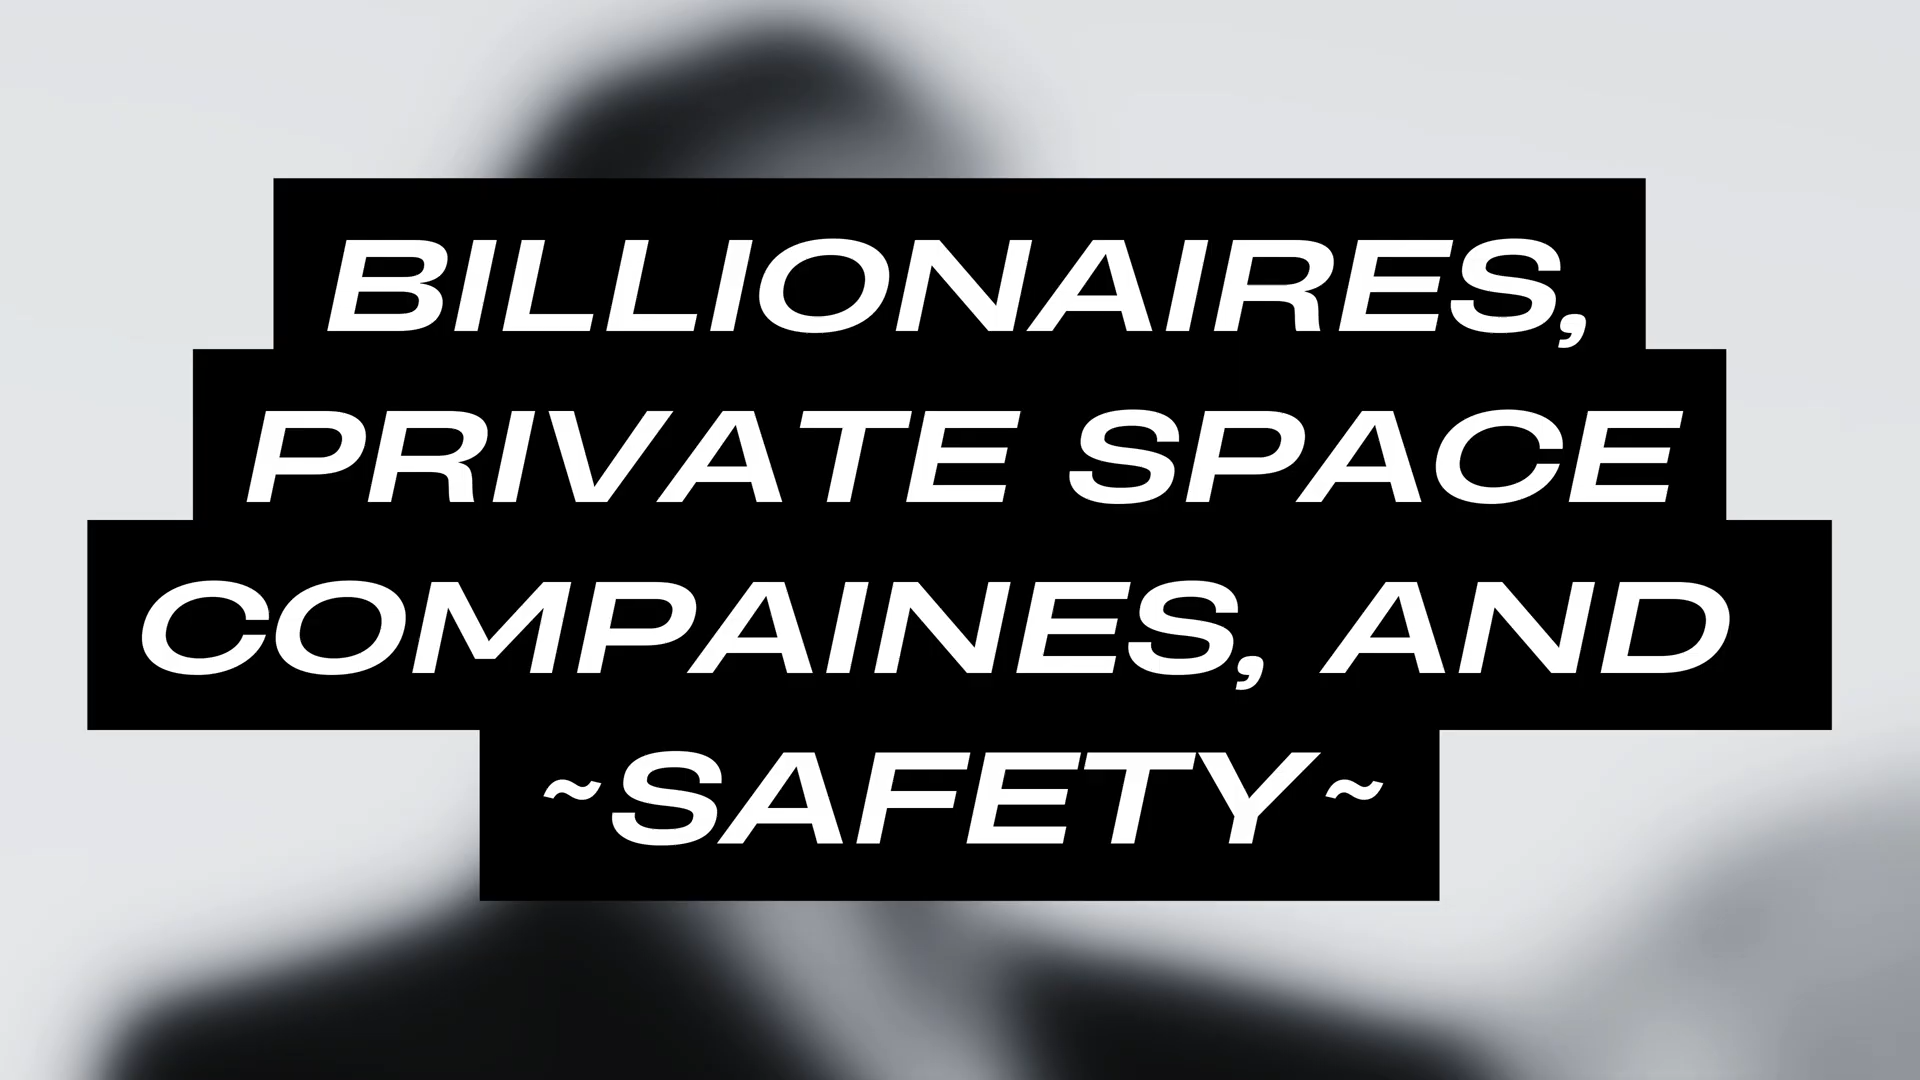 BILLIONAIRES,
PRIVATE SPACE
COMPAINES, AND
~SAFETY~